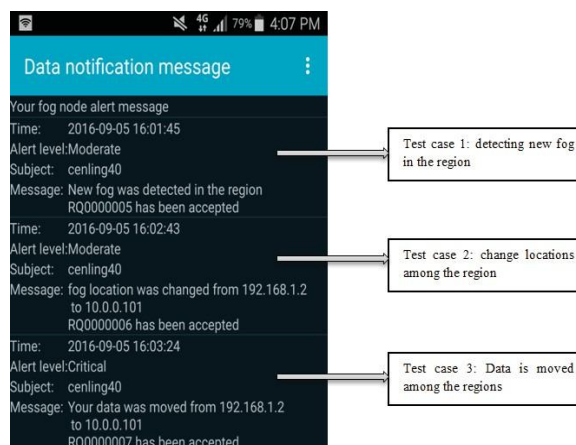 4G 79% 4:07 PM
Data notification message
Your fog node alert message
Time: 2016-09-05 16:01:45
Alert level:Moderate
Subject: cenling40
Message: New fog was detected in the region
RQ0000005 has been accepted
Time: 2016-09-05 16:02:43
Alert level:Moderate
Subject: cenling40
Message: fog location was changed from 192.168.1.2
to 10.0.0.101
RQ0000006 has been accepted
Time: 2016-09-05 16:03:24
Alert level:Critical
Subject: cenling40
Message: Your data was moved from 192.168.1.2
to 10.0.0.101
RQ0000007 has been accepted
Test case 1: detecting new fog
in the region
Test case 2: change locations
among the region
Test case 3: Data is moved
among the regions